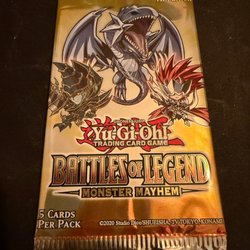 Yu-Gi-Oh!
TRADING CARD GAME
BATTLES OF LEGEND
MONSTER MAYHEM
5 CARDS
PER PACK
©2020 Studio Dice/SHUEISHA, TV TOKYO, KONAMI